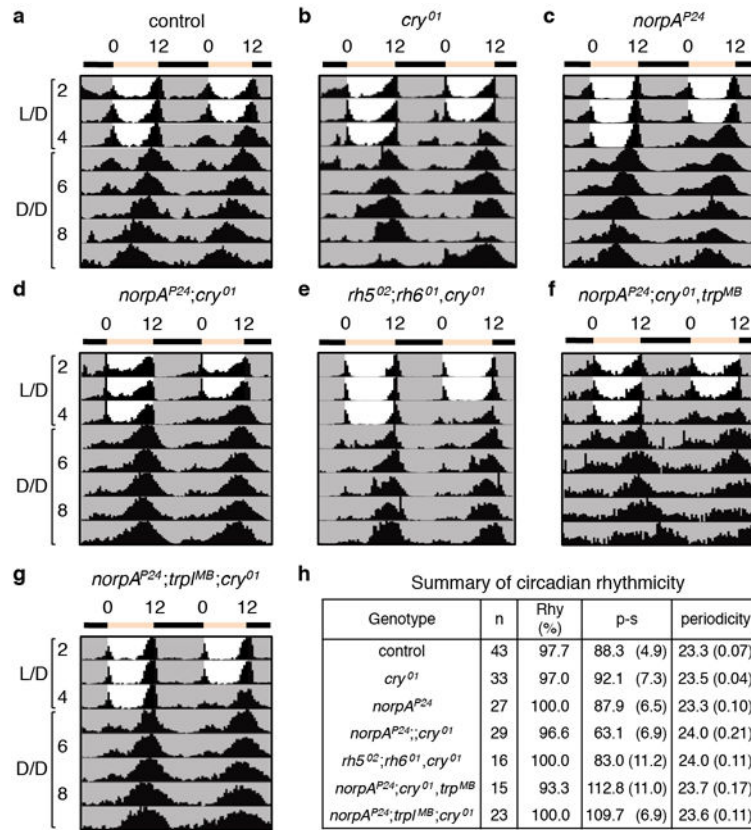 a control
0 12 0 12
L/D
2
4
D/D
6
8
b cry⁰¹
0 12 0 12
c norpAᴾ²⁴
0 12 0 12
d norpAᴾ²⁴;cry⁰¹
0 12 0 12
L/D
2
4
D/D
6
8
e rh5⁰²;rh6⁰¹,cry⁰¹
0 12 0 12
f norpAᴾ²⁴;cry⁰¹,trpᴹᴮ
0 12 0 12
g norpAᴾ²⁴;trplᴹᴮ;cry⁰¹
0 12 0 12
L/D
2
4
D/D
6
8
h Summary of circadian rhythmicity
Genotype n Rhy (%) p-s periodicity
control 43 97.7 88.3 (4.9) 23.3 (0.07)
cry⁰¹ 33 97.0 92.1 (7.3) 23.5 (0.04)
norpAᴾ²⁴ 27 100.0 87.9 (6.5) 23.3 (0.10)
norpAᴾ²⁴;;cry⁰¹ 29 96.6 63.1 (6.9) 24.0 (0.21)
rh5⁰²;rh6⁰¹,cry⁰¹ 16 100.0 83.0 (11.2) 24.0 (0.11)
norpAᴾ²⁴;cry⁰¹,trpᴹᴮ 15 93.3 112.8 (11.0) 23.7 (0.17)
norpAᴾ²⁴;trplᴹᴮ;cry⁰¹ 23 100.0 109.7 (6.9) 23.6 (0.11)